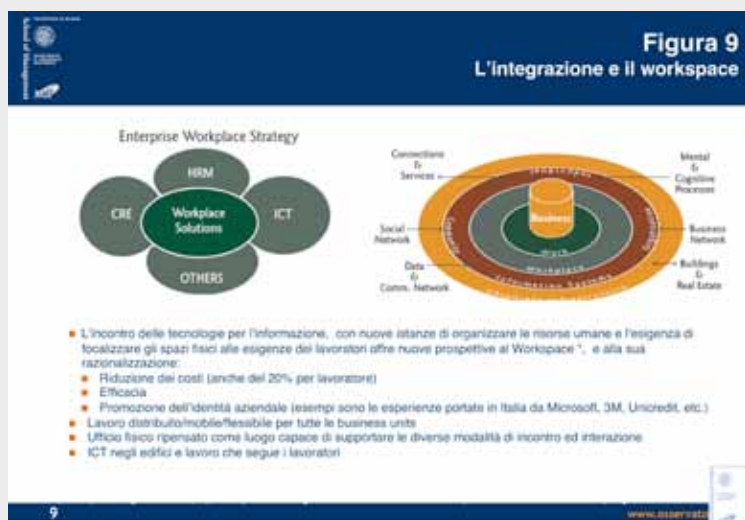 School of Management
Figura 9
L'integrazione e il workspace
Enterprise Workplace Strategy
HRM
CRE
Workplace
Solutions
ICT
OTHERS
Connections
&
Services
Mental
&
Cognitive
Processes
Business
Social
Network
Business
Network
Data
&
Comm. Network
Buildings
&
Real Estate
Work
Workplace
Information Systems
L'incontro delle tecnologie per l'informazione, con nuove istanze di organizzare le risorse umane e l'esigenza di
focalizzare gli spazi fisici alle esigenze dei lavoratori offre nuove prospettive al Workspace *, e alla sua
razionalizzazione:
Riduzione dei costi (anche del 20% per lavoratore)
Efficacia
Promozione dell'identità aziendale (esempi sono le esperienze portate in Italia da Microsoft, 3M, Unicredit, etc.)
Lavoro distribuito/mobile/flessibile per tutte le business units
Ufficio fisico ripensato come luogo capace di supportare le diverse modalità di incontro ed interazione
ICT negli edifici e lavoro che segue i lavoratori
9